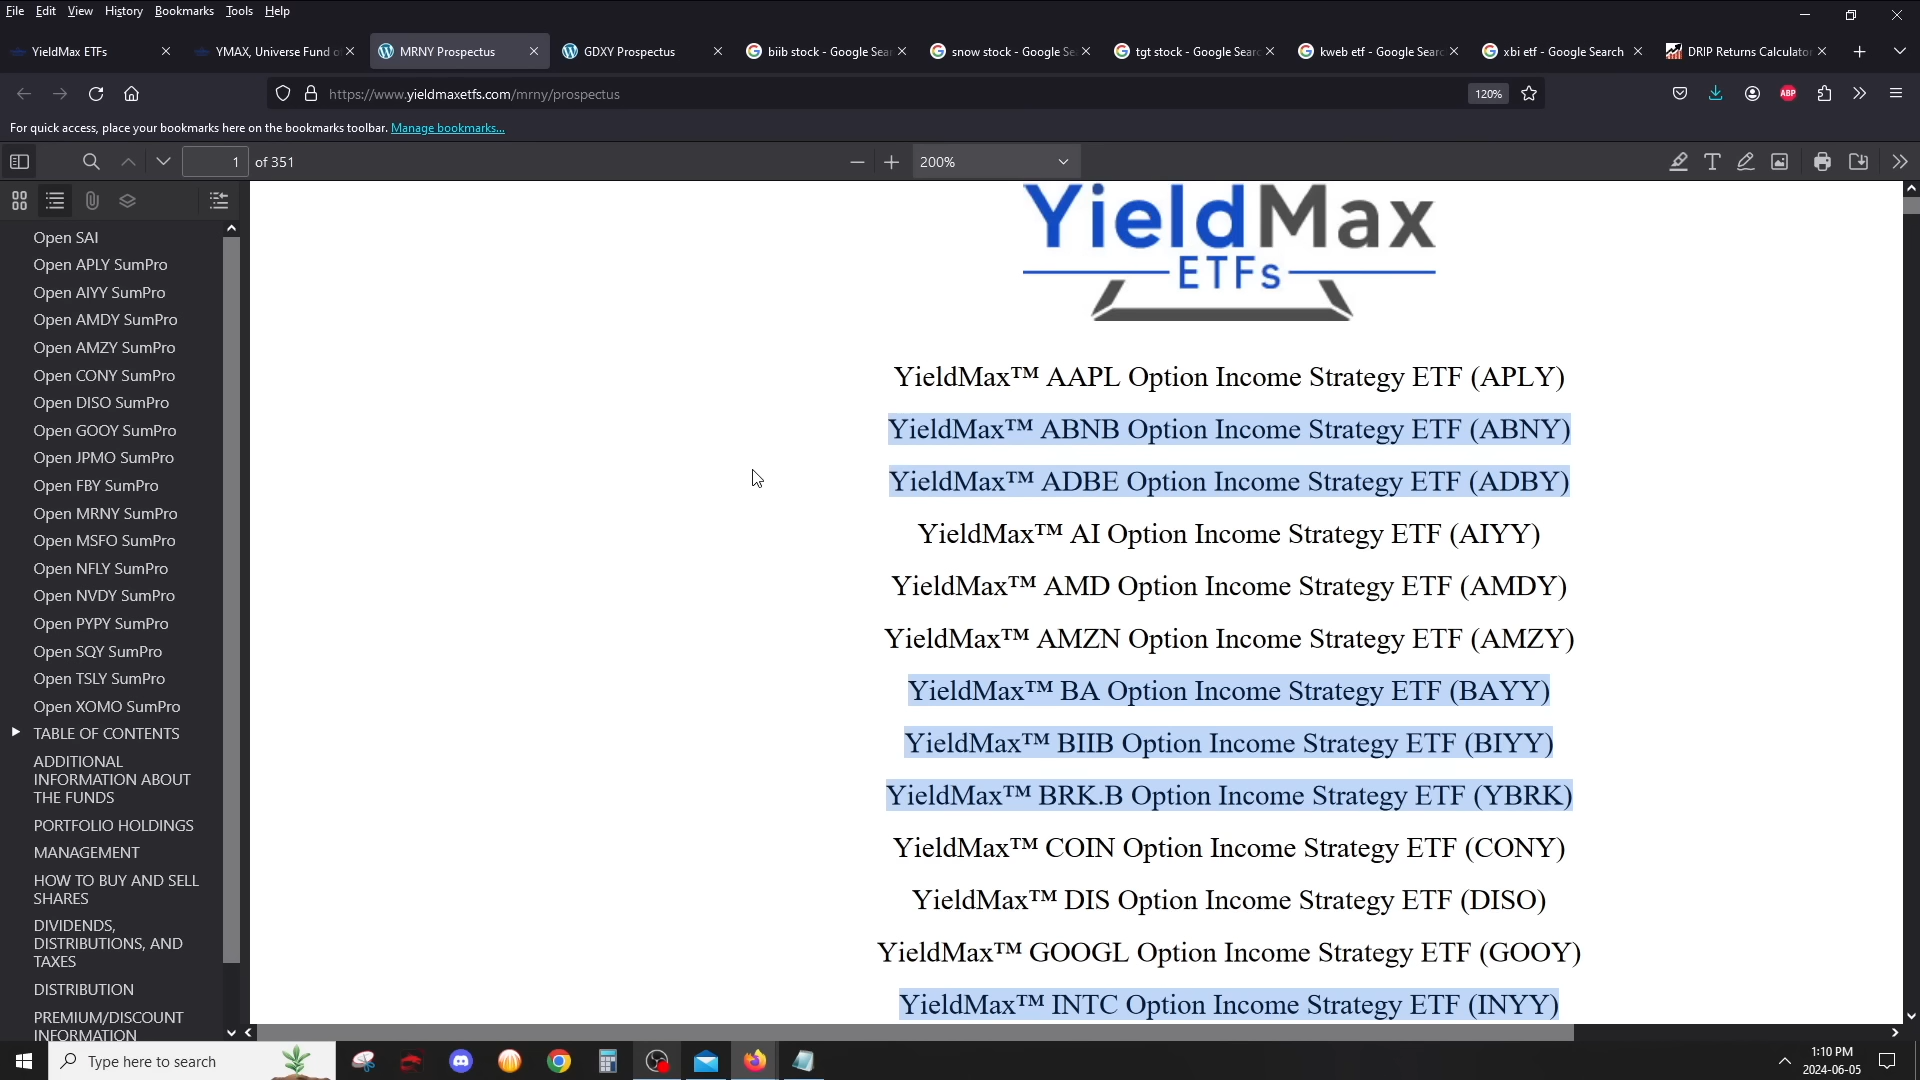 File Edit View History Bookmarks Tools Help
YieldMax ETFs
YMAX, Universe Fund o
MRNY Prospectus
GDXY Prospectus
biib stock - Google Sear
snow stock - Google Se
tgt stock - Google Searc
kweb etf - Google Searc
xbi etf - Google Search
DRIP Returns Calculator
https://www.yieldmaxetfs.com/mrny/prospectus
120%
ABP
For quick access, place your bookmarks here on the bookmarks toolbar. Manage bookmarks...
1 of 351
200%
Open SAI
Open APLY SumPro
Open AIYY SumPro
Open AMDY SumPro
Open AMZY SumPro
Open CONY SumPro
Open DISO SumPro
Open GOOY SumPro
Open JPMO SumPro
Open FBY SumPro
Open MRNY SumPro
Open MSFO SumPro
Open NFLY SumPro
Open NVDY SumPro
Open PYPY SumPro
Open SQY SumPro
Open TSLY SumPro
Open XOMO SumPro
TABLE OF CONTENTS
ADDITIONAL
INFORMATION ABOUT
THE FUNDS
PORTFOLIO HOLDINGS
MANAGEMENT
HOW TO BUY AND SELL
SHARES
DIVIDENDS,
DISTRIBUTIONS, AND
TAXES
DISTRIBUTION
PREMIUM/DISCOUNT
INFORMATION
YieldMax
ETFs
YieldMax™ AAPL Option Income Strategy ETF (APLY)
YieldMax™ ABNB Option Income Strategy ETF (ABNY)
YieldMax™ ADBE Option Income Strategy ETF (ADBY)
YieldMax™ AI Option Income Strategy ETF (AIYY)
YieldMax™ AMD Option Income Strategy ETF (AMDY)
YieldMax™ AMZN Option Income Strategy ETF (AMZY)
YieldMax™ BA Option Income Strategy ETF (BAYY)
YieldMax™ BIIB Option Income Strategy ETF (BIYY)
YieldMax™ BRK.B Option Income Strategy ETF (YBRK)
YieldMax™ COIN Option Income Strategy ETF (CONY)
YieldMax™ DIS Option Income Strategy ETF (DISO)
YieldMax™ GOOGL Option Income Strategy ETF (GOOY)
YieldMax™ INTC Option Income Strategy ETF (INYY)
Type here to search
1:10 PM
2024-06-05